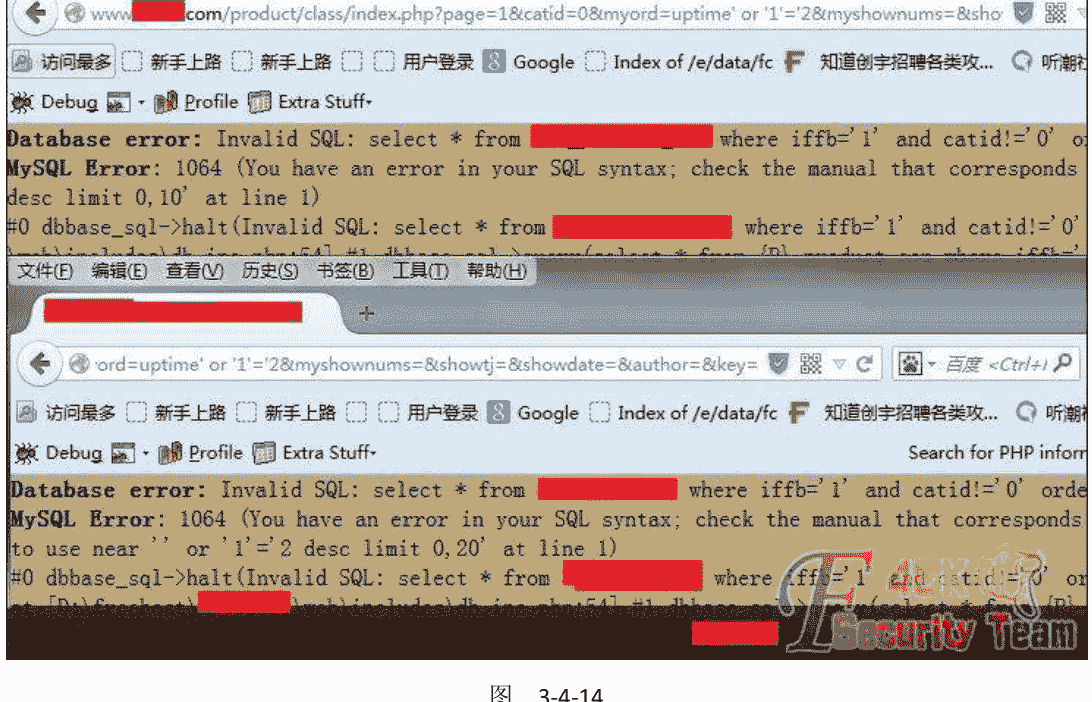 www com/product/class/index.php?page=1&catid=0&myord=uptime' or '1'='2&myshownums=&sho
访问最多 新手上路 新手上路 用户登录 Google Index of /e/data/fc 知道创宇招聘各类攻... 听潮社
Debug Profile Extra Stuff
Database error: Invalid SQL: select * from where iffb='1' and catid!='0' o
MySQL Error: 1064 (You have an error in your SQL syntax; check the manual that corresponds
desc limit 0,10' at line 1)
#0 dbbase_sql->halt(Invalid SQL: select * from where iffb='1' and catid!='0'
文件(F) 编辑(E) 查看(V) 历史(S) 书签(B) 工具(T) 帮助(H)
+
ord=uptime' or '1'='2&myshownums=&showtj=&showdate=&author=&key= 百度 <Ctrl+
访问最多 新手上路 新手上路 用户登录 Google Index of /e/data/fc 知道创宇招聘各类攻... 听潮
Debug Profile Extra Stuff
Search for PHP infor
Database error: Invalid SQL: select * from where iffb='1' and catid!='0' orde
MySQL Error: 1064 (You have an error in your SQL syntax; check the manual that corresponds
to use near '' or '1'='2 desc limit 0,20' at line 1)
#0 dbbase_sql->halt(Invalid SQL: select * from where iffb='1' and catid!='0' or
Security Team
图 3-4-14